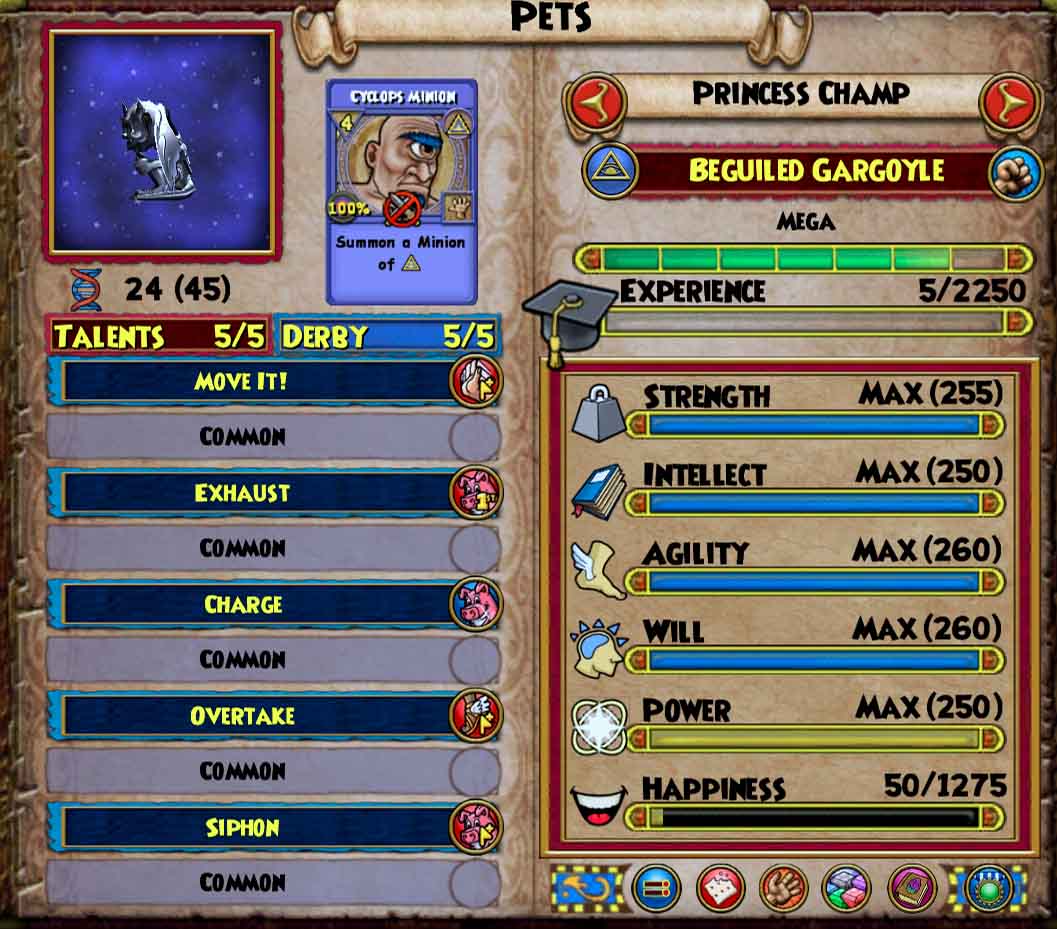 PETS
CYCLOPS MINION
4
100%
Summon a Minion
of
24 (45)
TALENTS 5/5
DERBY 5/5
MOVE IT!
COMMON
EXHAUST
1ST
COMMON
CHARGE
COMMON
OVERTAKE
COMMON
SIPHON
COMMON
PRINCESS CHAMP
BEGUILED GARGOYLE
MEGA
EXPERIENCE 5/2250
STRENGTH MAX (255)
INTELLECT MAX (250)
AGILITY MAX (260)
WILL MAX (260)
POWER MAX (250)
HAPPINESS 50/1275